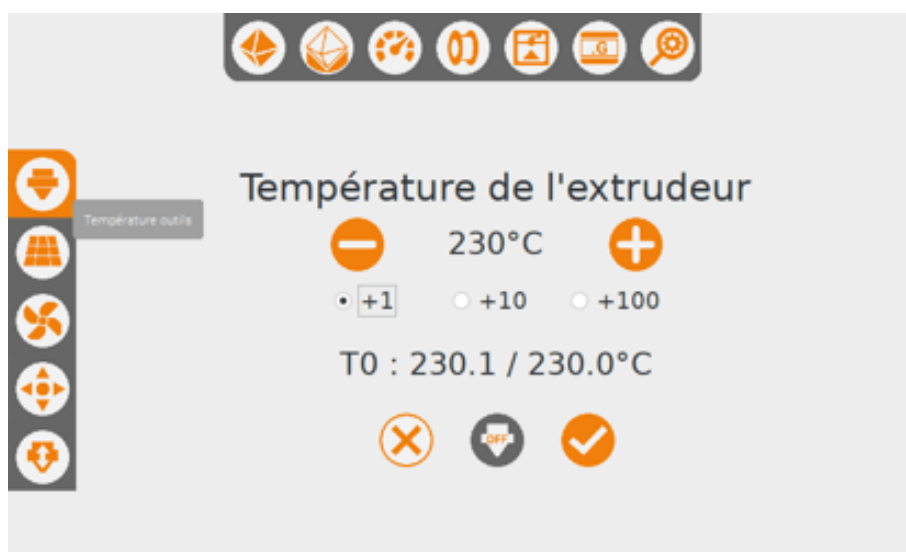 .G
Température de l'extrudeur
Température outils
230°C
+1 +10 +100
T0 : 230.1 / 230.0°C
OFF